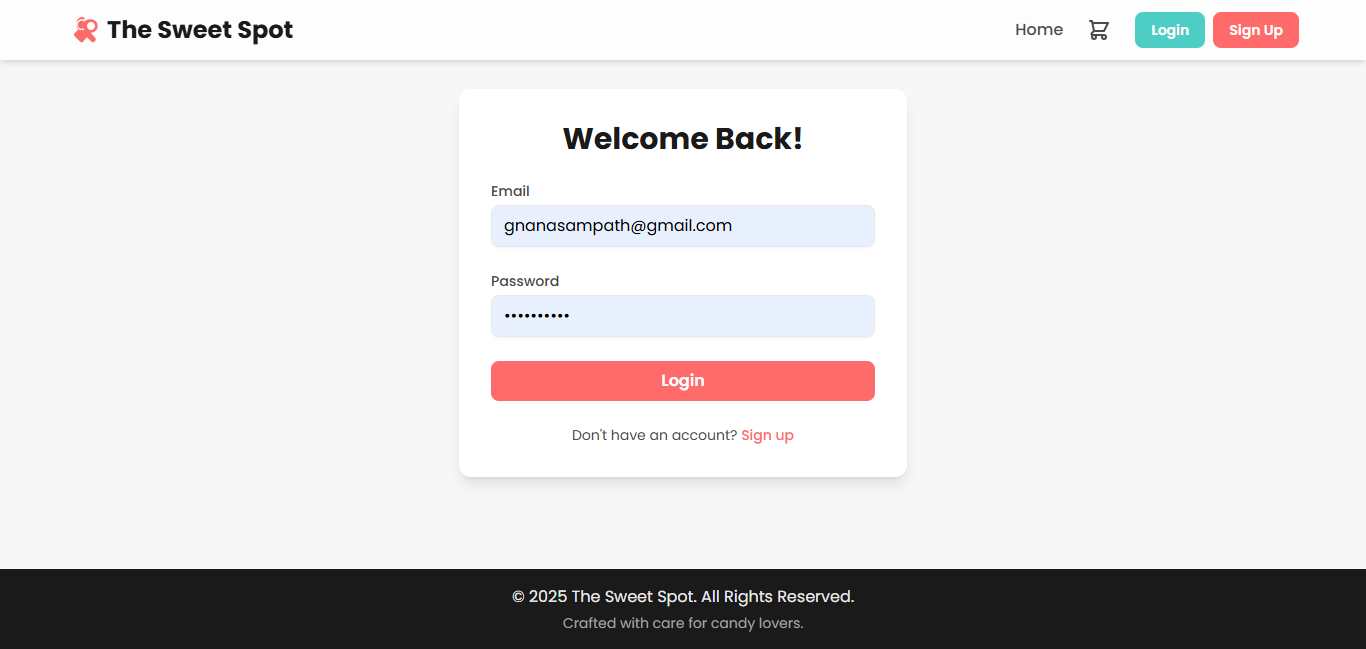 The Sweet Spot
Home
Login
Sign Up
Welcome Back!
Email
gnanasampath@gmail.com
Password
••••••••••
Login
Don't have an account? Sign up
© 2025 The Sweet Spot. All Rights Reserved.
Crafted with care for candy lovers.